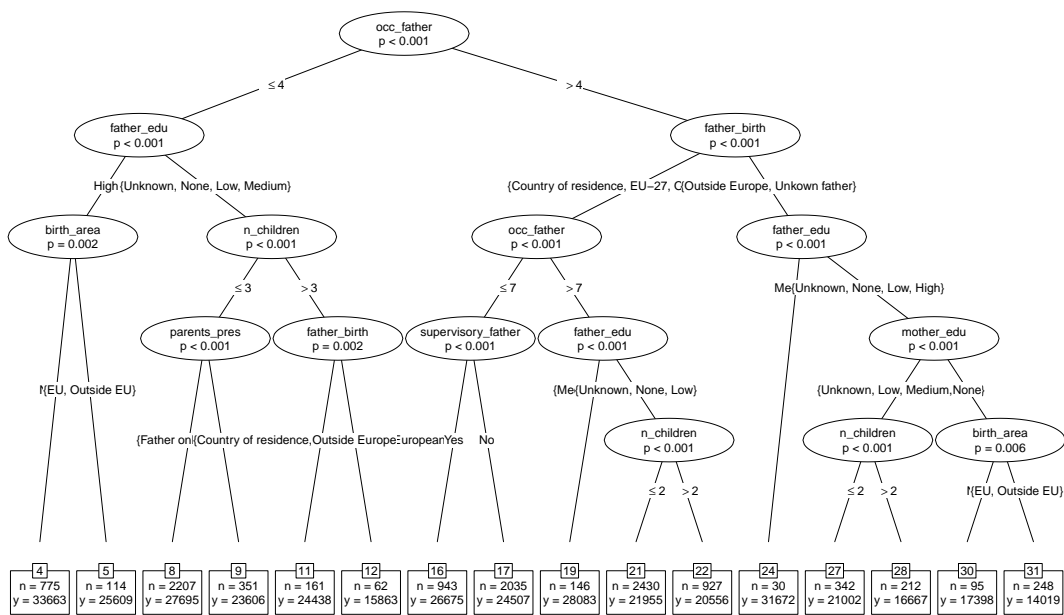 occ_father
p < 0.001
≤ 4
> 4
father_edu
p < 0.001
father_birth
p < 0.001
High
{Unknown, None, Low, Medium}
{Country of residence, EU−27,
{Outside Europe, Unkown father}
birth_area
p = 0.002
n_children
p < 0.001
occ_father
p < 0.001
father_edu
p < 0.001
≤ 3
> 3
≤ 7
> 7
{Unknown, None, Low, High}
parents_pres
p < 0.001
father_birth
p = 0.002
supervisory_father
p < 0.001
father_edu
p < 0.001
mother_edu
p < 0.001
{EU, Outside EU}
{Unknown, None, Low}
{Unknown, Low, Medium,
None}
{Father
{Country of residence,
Outside Europe
European
Yes
No
n_children
p < 0.001
n_children
p < 0.001
birth_area
p = 0.006
≤ 2
> 2
≤ 2
> 2
{EU, Outside EU}
4
n = 775
y = 33663
5
n = 114
y = 25609
8
n = 2207
y = 27695
9
n = 351
y = 23606
11
n = 161
y = 24438
12
n = 62
y = 15863
16
n = 943
y = 26675
17
n = 2035
y = 24507
19
n = 146
y = 28083
21
n = 2430
y = 21955
22
n = 927
y = 20556
24
n = 30
y = 31672
27
n = 342
y = 21002
28
n = 212
y = 16667
30
n = 95
y = 17398
31
n = 248
y = 14018